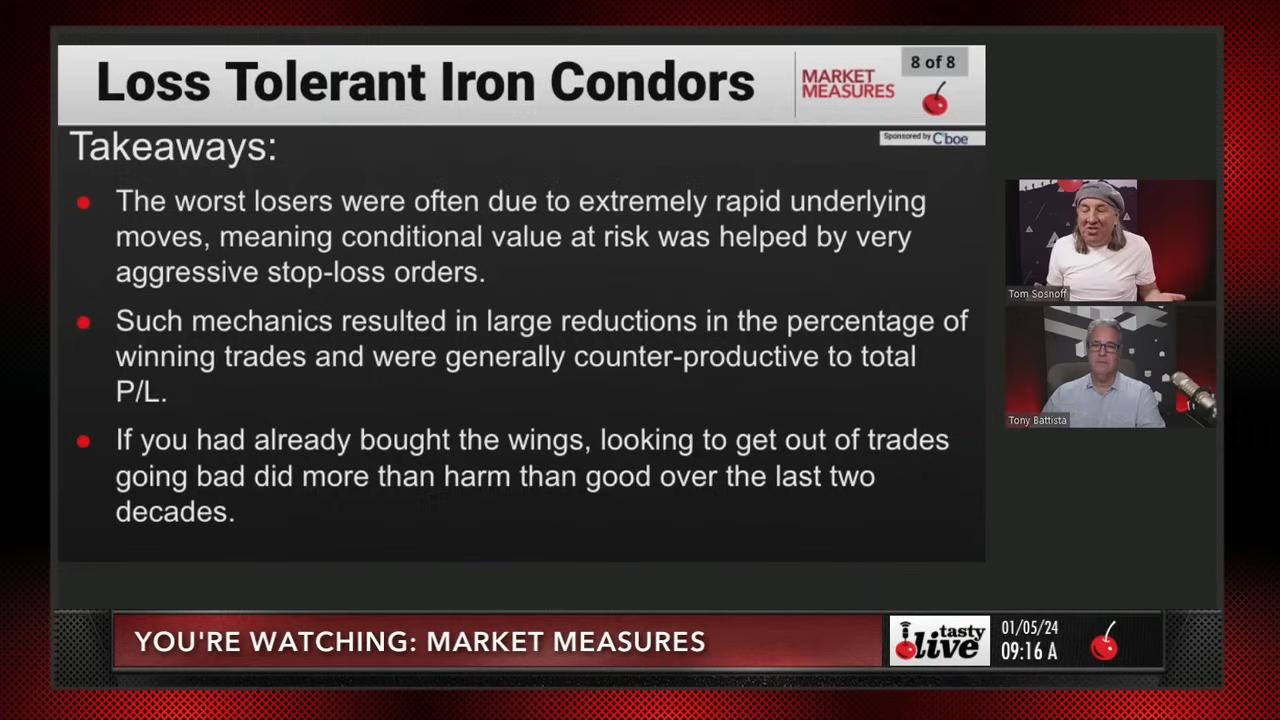 Loss Tolerant Iron Condors
MARKET
MEASURES
8 of 8
Sponsored by Cboe
Takeaways:
The worst losers were often due to extremely rapid underlying
moves, meaning conditional value at risk was helped by very
aggressive stop-loss orders.
Such mechanics resulted in large reductions in the percentage of
winning trades and were generally counter-productive to total
P/L.
If you had already bought the wings, looking to get out of trades
going bad did more than harm than good over the last two
decades.
Tom Sosnoff
Tony Battista
YOU'RE WATCHING: MARKET MEASURES
tasty
live
01/05/24
09:16 A